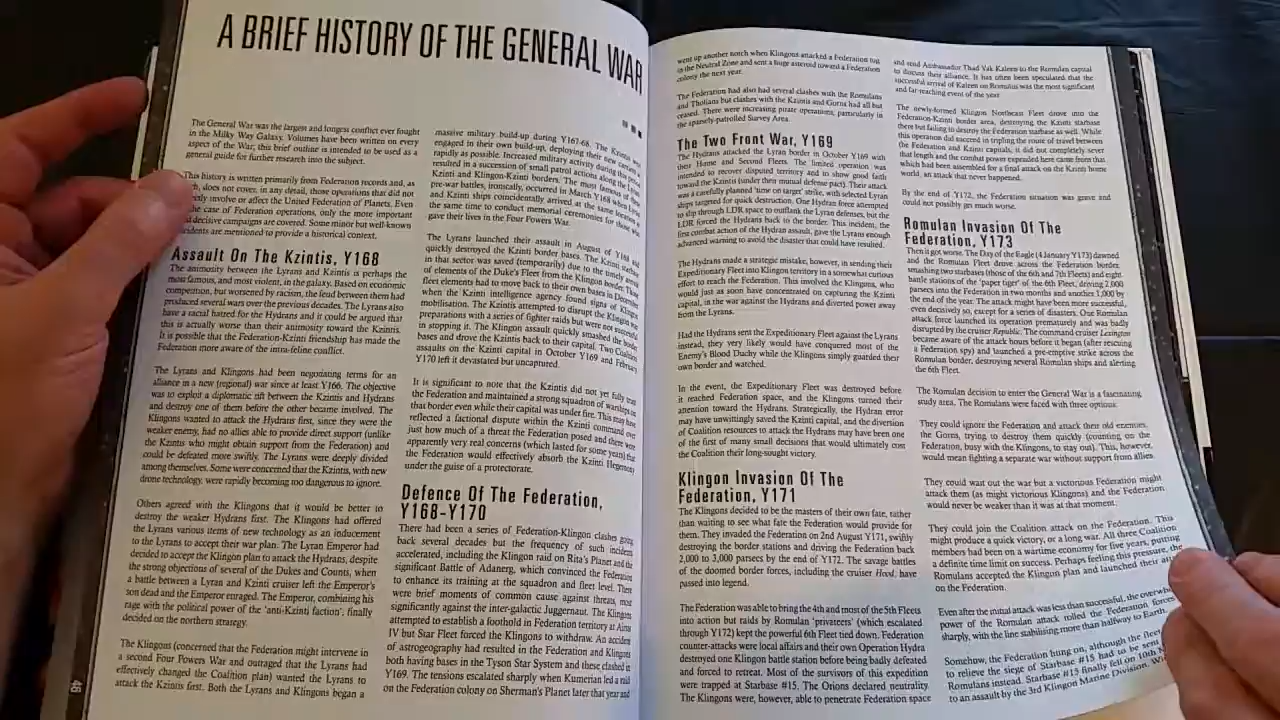 A BRIEF HISTORY OF THE GENERAL WAR
The General War was the largest and longest conflict ever fought
in the Milky Way Galaxy. Volumes have been written on every
aspect of the War, this brief outline is intended to be used as a
general guide for further research into the subject.
This history is written primarily from Federation records and, as
does not cover, in any detail, those operations that did not
involve or affect the United Federation of Planets. Even
the case of Federation operations, only the most important
decisive campaigns are covered. Some minor but well-known
are mentioned to provide a historical context.
Assault On The Kzintis, Y168
The animosity between the Lyrans and Kzintis is perhaps the
most famous, and most violent, in the galaxy. Based on economic
competition, but worsened by racism, the feud between them had
produced several wars over the previous decades. The Lyrans also
have a racial hatred for the Hydrans and it could be argued that
this is actually worse than their animosity toward the Kzintis.
It is possible that the Federation-Kzinti friendship has made the
Federation more aware of the intra-feline conflict.
The Lyrans and Klingons had been negotiating terms for an
alliance in a new (regional) war since at least Y166. The objective
was to exploit a diplomatic rift between the Kzintis and Hydrans
and destroy one of them before the other became involved. The
Klingons wanted to attack the Hydrans first, since they were the
weaker enemy, had no allies able to provide direct support (unlike
the Kzintis who might obtain support from the Federation) and
could be defeated more swiftly. The Lyrans were deeply divided
among themselves. Some were concerned that the Kzintis, with new
drone technology, were rapidly becoming too dangerous to ignore.
Others agreed with the Klingons that it would be better to
destroy the weaker Hydrans first. The Klingons had offered
the Lyrans various items of new technology as an inducement
to the Lyrans to accept their war plan. The Lyran Emperor had
decided to accept the Klingon plan to attack the Hydrans, despite
the strong objections of several of the Dukes and Counts, when
a battle between a Lyran and Kzinti cruiser left the Emperor's
son dead and the Emperor enraged. The Emperor, combining his
rage with the political power of the 'anti-Kzinti faction', finally
decided on the northern strategy.
The Klingons (concerned that the Federation might intervene in
a second Four Powers War and outraged that the Lyrans had
effectively changed the Coalition plan) wanted the Lyrans to
attack the Kzintis first. Both the Lyrans and Klingons began a
46
massive military build-up during Y167-68. The Kzintis
engaged in their own build-up, deploying their new
rapidly as possible. Increased military activity during this
resulted in a succession of small patrol actions along the
Kzinti and Klingon-Kzinti borders. The most famous of
pre-war battles, ironically, occurred in March Y168 when
and Kzinti ships coincidentally arrived at the same
the same time to conduct memorial ceremonies for those who
gave their lives in the Four Powers War.
The Lyrans launched their assault in August of Y168 and
quickly destroyed the Kzinti border bases. The Kzinti
in that sector was saved (temporarily) due to the timely
of elements of the Duke's Fleet from the Klingon border. Those
fleet elements had to move back to their own bases in December
when the Kzinti intelligence agency found signs of Klingon
mobilisation. The Kzintis attempted to disrupt the Klingon
preparations with a series of fighter raids but were not successful
in stopping it. The Klingon assault quickly smashed the border
bases and drove the Kzintis back to their capital. Two Coalition
assaults on the Kzinti capital in October Y169 and February
Y170 left it devastated but uncaptured.
It is significant to note that the Kzintis did not yet fully trust
the Federation and maintained a strong squadron of warships on
that border even while their capital was under fire. This may have
reflected a factional dispute within the Kzinti command over
just how much of a threat the Federation posed and there were
apparently very real concerns (which lasted for some years) that
the Federation would effectively absorb the Kzinti Hegemony
under the guise of a protectorate.
Defence Of The Federation,
Y168-Y170
There had been a series of Federation-Klingon clashes going
back several decades but the frequency of such incidents
accelerated, including the Klingon raid on Rita's Planet and the
significant Battle of Adanerg, which convinced the Federation
to enhance its training at the squadron and fleet level. There
were brief moments of common cause against threats, most
significantly against the inter-galactic Juggernaut. The Klingons
attempted to establish a foothold in Federation territory at
IV but Star Fleet forced the Klingons to withdraw. An accident
of astrogeography had resulted in the Federation and Klingons
both having bases in the Tyson Star System and these clashed in
Y169. The tensions escalated sharply when Kumerian led a raid
on the Federation colony on Sherman's Planet later that year and
went up another notch when Klingons attacked a Federation tug
in the Neutral Zone and sent a huge asteroid toward a Federation
colony the next year.
The Federation had also had several clashes with the Romulans
and Tholians but clashes with the Kzintis and Gorns had all but
ceased. There were increasing pirate operations, particularly in
the sparsely-patrolled Survey Area.
The Two Front War, Y169
The Hydrans attacked the Lyran border in October Y169 with
their Home and Second Fleets. The limited operation was
intended to recover disputed territory and to show good faith
toward the Kzintis (under their mutual defense pact). Their attack
was a carefully planned 'time on target' strike, with selected Lyran
ships targeted for quick destruction. One Hydran force attempted
to slip through LDR space to outflank the Lyran defenses, but the
LDR forced the Hydrans back to the border. This incident, the
first combat action of the Hydran assault, gave the Lyrans enough
advanced warning to avoid the disaster that could have resulted.
The Hydrans made a strategic mistake, however, in sending their
Expeditionary Fleet into Klingon territory in a somewhat curious
effort to reach the Federation. This involved the Klingons, who
would just as soon have concentrated on capturing the Kzinti
capital, in the war against the Hydrans and diverted power away
from the Lyrans.
Had the Hydrans sent the Expeditionary Fleet against the Lyrans
instead, they very likely would have conquered most of the
Enemy's Blood Duchy while the Klingons simply guarded their
own border and watched.
In the event, the Expeditionary Fleet was destroyed before
it reached Federation space, and the Klingons turned their
attention toward the Hydrans. Strategically, the Hydran error
may have unwittingly saved the Kzinti capital, and the diversion
of Coalition resources to attack the Hydrans may have been one
of the first of many small decisions that would ultimately cost
the Coalition their long-sought victory.
Klingon Invasion Of The
Federation, Y171
The Klingons decided to be the masters of their own fate, rather
than waiting to see what fate the Federation would provide for
them. They invaded the Federation on 2nd August Y171, swiftly
destroying the border stations and driving the Federation back
2,000 to 3,000 parsecs by the end of Y172. The savage battles
of the doomed border forces, including the cruiser Hood, have
passed into legend.
The Federation was able to bring the 4th and most of the 5th Fleets
into action but raids by Romulan 'privateers' (which escalated
through Y172) kept the powerful 6th Fleet tied down. Federation
counter-attacks were local affairs and their own Operation Hydra
destroyed one Klingon battle station before being badly defeated
and forced to retreat. Most of the survivors of this expedition
were trapped at Starbase #15. The Orions declared neutrality.
The Klingons were, however, able to penetrate Federation space
and send Ambassador Thad Vak Kaleen to the Romulan capital
to discuss their alliance. It has often been speculated that the
successful arrival of Kaleen on Romulus was the most significant
and far-reaching event of the year.
The newly-formed Klingon Northeast Fleet drove into the
Federation-Kzinti border area, destroying the Kzinti starbase
there but failing to destroy the Federation starbase as well. While
this operation did succeed in tripling the route of travel between
the Federation and Kzinti capitals, it did not completely sever
that length and the combat power expended here came from that
which had been assembled for a final attack on the Kzinti home
world, an attack that never happened.
By the end of Y172, the Federation situation was grave and
could not possibly get much worse.
Romulan Invasion Of The
Federation, Y173
Then it got worse. The Day of the Eagle (4 January Y173) dawned
and the Romulan Fleet drove across the Federation border,
smashing two starbases (those of the 6th and 7th Fleets) and eight
battle stations of the 'paper tiger' of the 6th Fleet, driving 2,000
parsecs into the Federation in two months and another 1,000 by
the end of the year. The attack might have been more successful,
even decisively so, except for a series of disasters. One Romulan
attack force launched its operation prematurely and was badly
disrupted by the cruiser Republic. The command cruiser Lexington
became aware of the attack hours before it began (after rescuing
a Federation spy) and launched a pre-emptive strike across the
Romulan border, destroying several Romulan ships and alerting
the 6th Fleet.
The Romulan decision to enter the General War is a fascinating
study area. The Romulans were faced with three options.
They could ignore the Federation and attack their old enemies,
the Gorns, trying to destroy them quickly (counting on the
Federation, busy with the Klingons, to stay out). This, however,
would mean fighting a separate war without support from allies.
They could wait out the war but a victorious Federation might
attack them (as might victorious Klingons) and the Federation
would never be weaker than it was at that moment.
They could join the Coalition attack on the Federation. This
might produce a quick victory, or a long war. All three Coalition
members had been on a wartime economy for five years, putting
a definite time limit on success. Perhaps feeling this pressure, the
Romulans accepted the Klingon plan and launched their
on the Federation.
Even after the initial attack was less than successful, the
power of the Romulan attack rolled the Federation forces
sharply, with the line stabilising more than halfway to Earth.
Somehow, the Federation hung on, although the fleet
to relieve the siege of Starbase #15 had to be sent
Romulans instead. Starbase #15 finally fell on 10th
to an assault by the 3rd Klingon Marine Division.